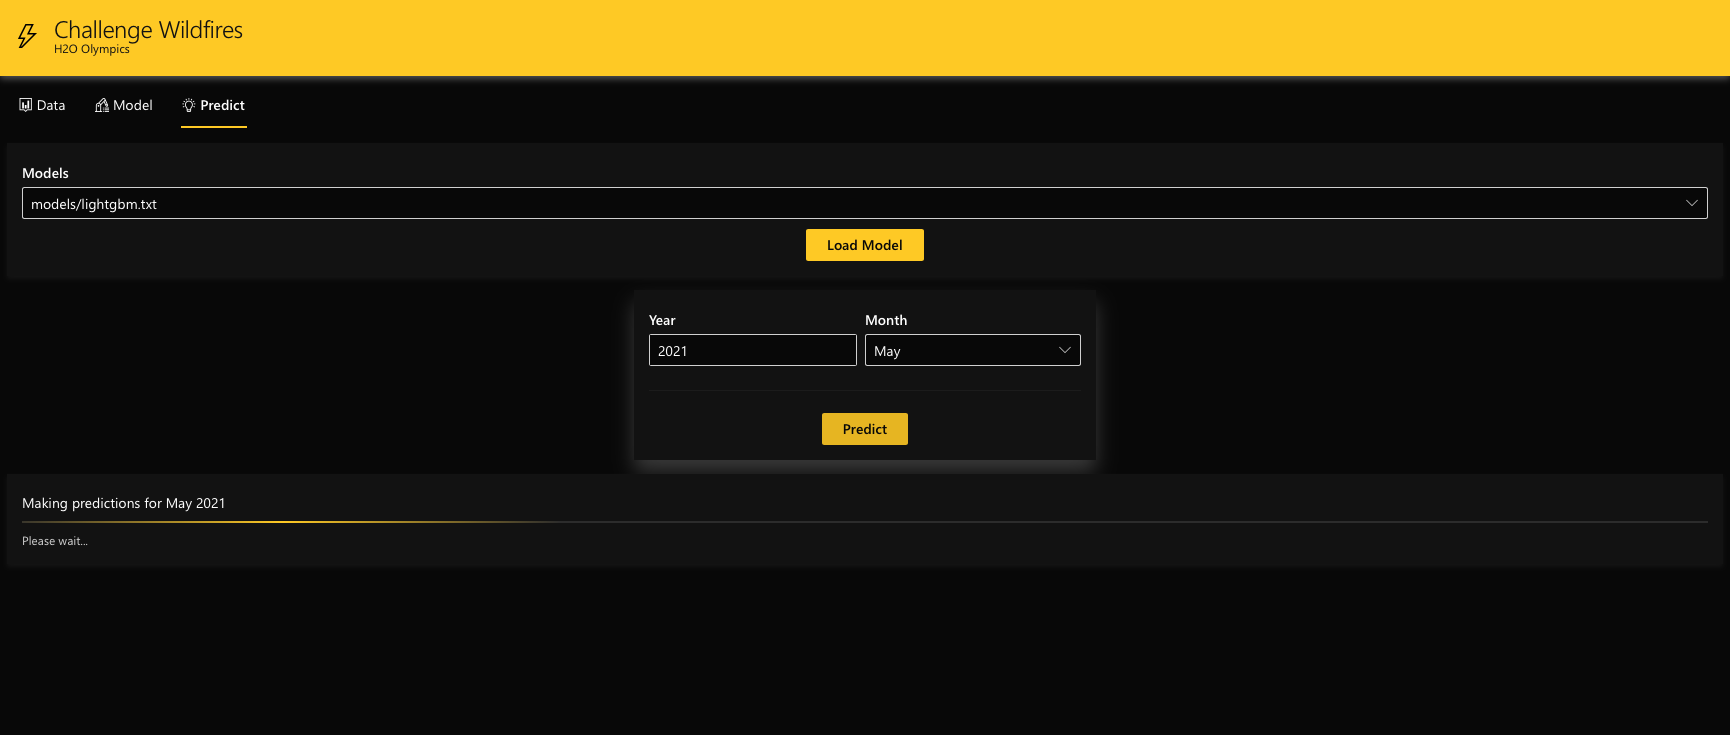 Challenge Wildfires
H2O Olympics
Data Model Predict
Models
models/lightgbm.txt
Load Model
Year Month
2021 May
Predict
Making predictions for May 2021
Please wait...